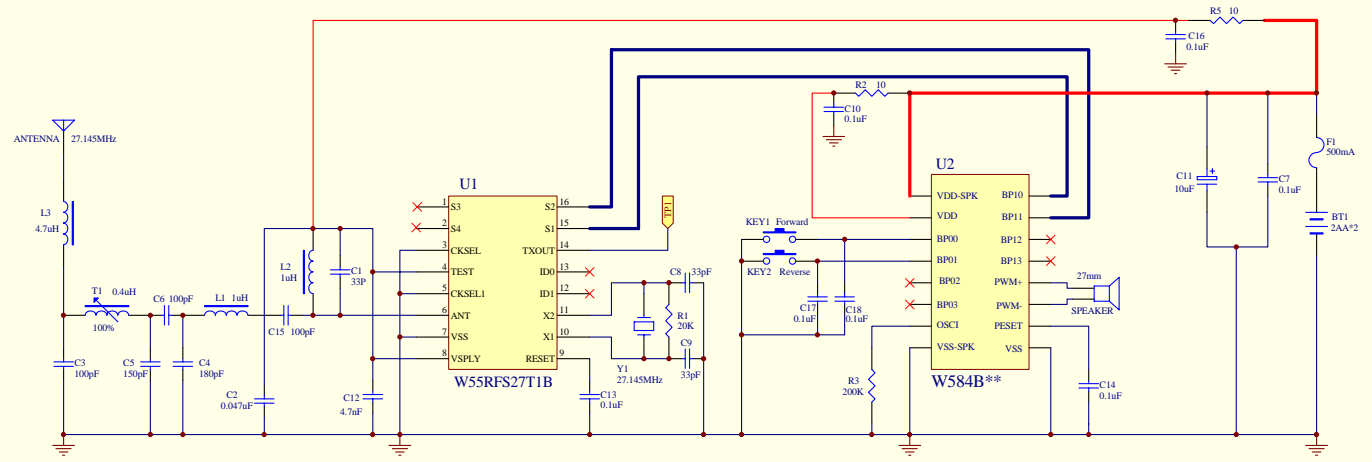 R5 10
C16
0.1uF
R2 10
C10
0.1uF
ANTENNA 27.145MHz
F1
500mA
U2
U1
C11
10uF
C7
0.1uF
L3
4.7uH
1 S3 S2 16
2 S4 S1 15
3 CKSEL TXOUT 14
4 TEST ID0 13
5 CKSEL1 ID1 12
6 ANT X2 11
7 VSS X1 10
8 VSPLY RESET 9
W55RFS27T1B
TP1
VDD-SPK BP10
VDD BP11
BP00 BP12
BP01 BP13
BP02 PWM+
BP03 PWM-
OSCI PESET
VSS-SPK VSS
W584B**
KEY1 Forward
KEY2 Reverse
BT1
2AA*2
27mm
SPEAKER
L2
1uH
C1
33P
T1 0.4uH
100%
C6 100pF
L1 1uH
C15 100pF
C8 33pF
R1
20K
C9
33pF
Y1
27.145MHz
C17
0.1uF
C18
0.1uF
C3
100pF
C5
150pF
C4
180pF
C2
0.047uF
C12
4.7nF
C13
0.1uF
R3
200K
C14
0.1uF